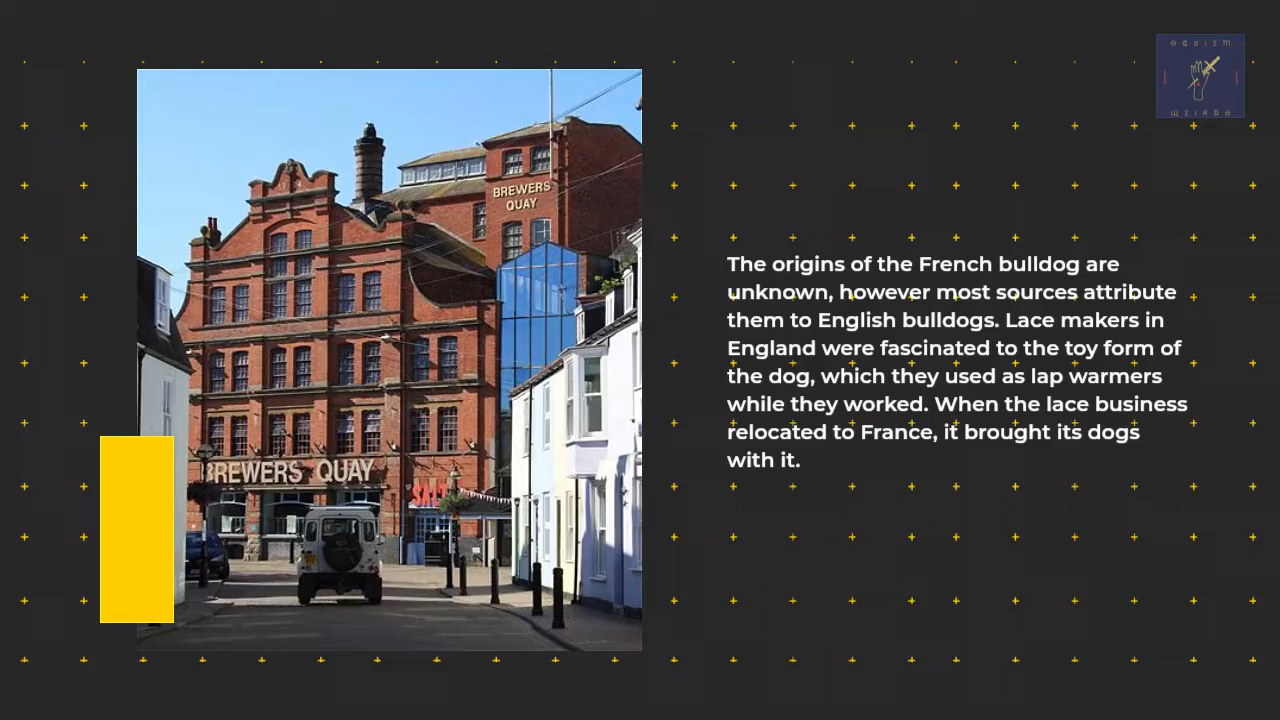 BREWERS
QUAY
BREWERS QUAY
SALT
The origins of the French bulldog are
unknown, however most sources attribute
them to English bulldogs. Lace makers in
England were fascinated to the toy form of
the dog, which they used as lap warmers
while they worked. When the lace business
relocated to France, it brought its dogs
with it.